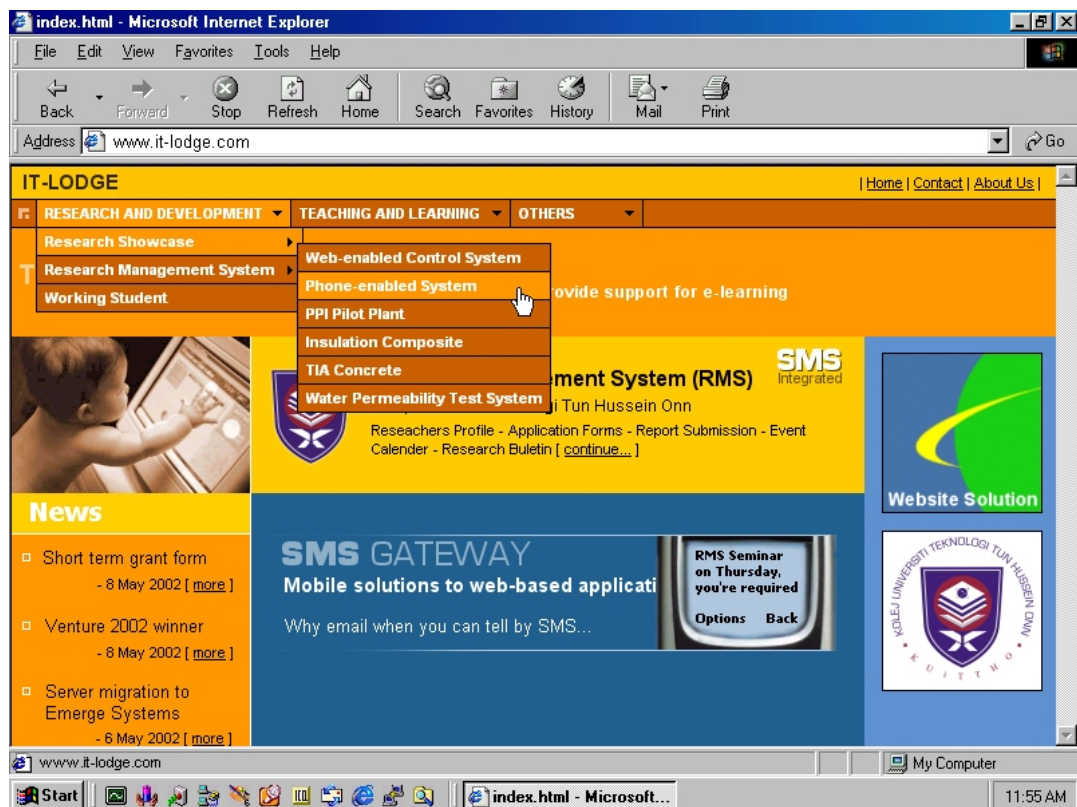 index.html - Microsoft Internet Explorer
File Edit View Favorites Tools Help
Back Forward Stop Refresh Home Search Favorites History Mail Print
Address www.it-lodge.com Go
IT-LODGE | Home | Contact | About Us |
RESEARCH AND DEVELOPMENT TEACHING AND LEARNING OTHERS
Research Showcase
Research Management System
Working Student
Web-enabled Control System
Phone-enabled System
PPI Pilot Plant
Insulation Composite
TIA Concrete
Water Permeability Test System
T
ovide support for e-learning
ment System (RMS)
SMS
Integrated
gi Tun Hussein Onn
Reseachers Profile - Application Forms - Report Submission - Event
Calender - Research Buletin [ continue... ]
News
Short term grant form
- 8 May 2002 [ more ]
Venture 2002 winner
- 8 May 2002 [ more ]
Server migration to
Emerge Systems
- 6 May 2002 [ more ]
SMS GATEWAY
Mobile solutions to web-based applicati
Why email when you can tell by SMS...
RMS Seminar
on Thursday,
you're required
Options Back
Website Solution
KOLEJ UNIVERSITI TEKNOLOGI TUN HUSSEIN ONN
KUiTTHO
www.it-lodge.com My Computer
Start index.html - Microsoft... 11:55 AM